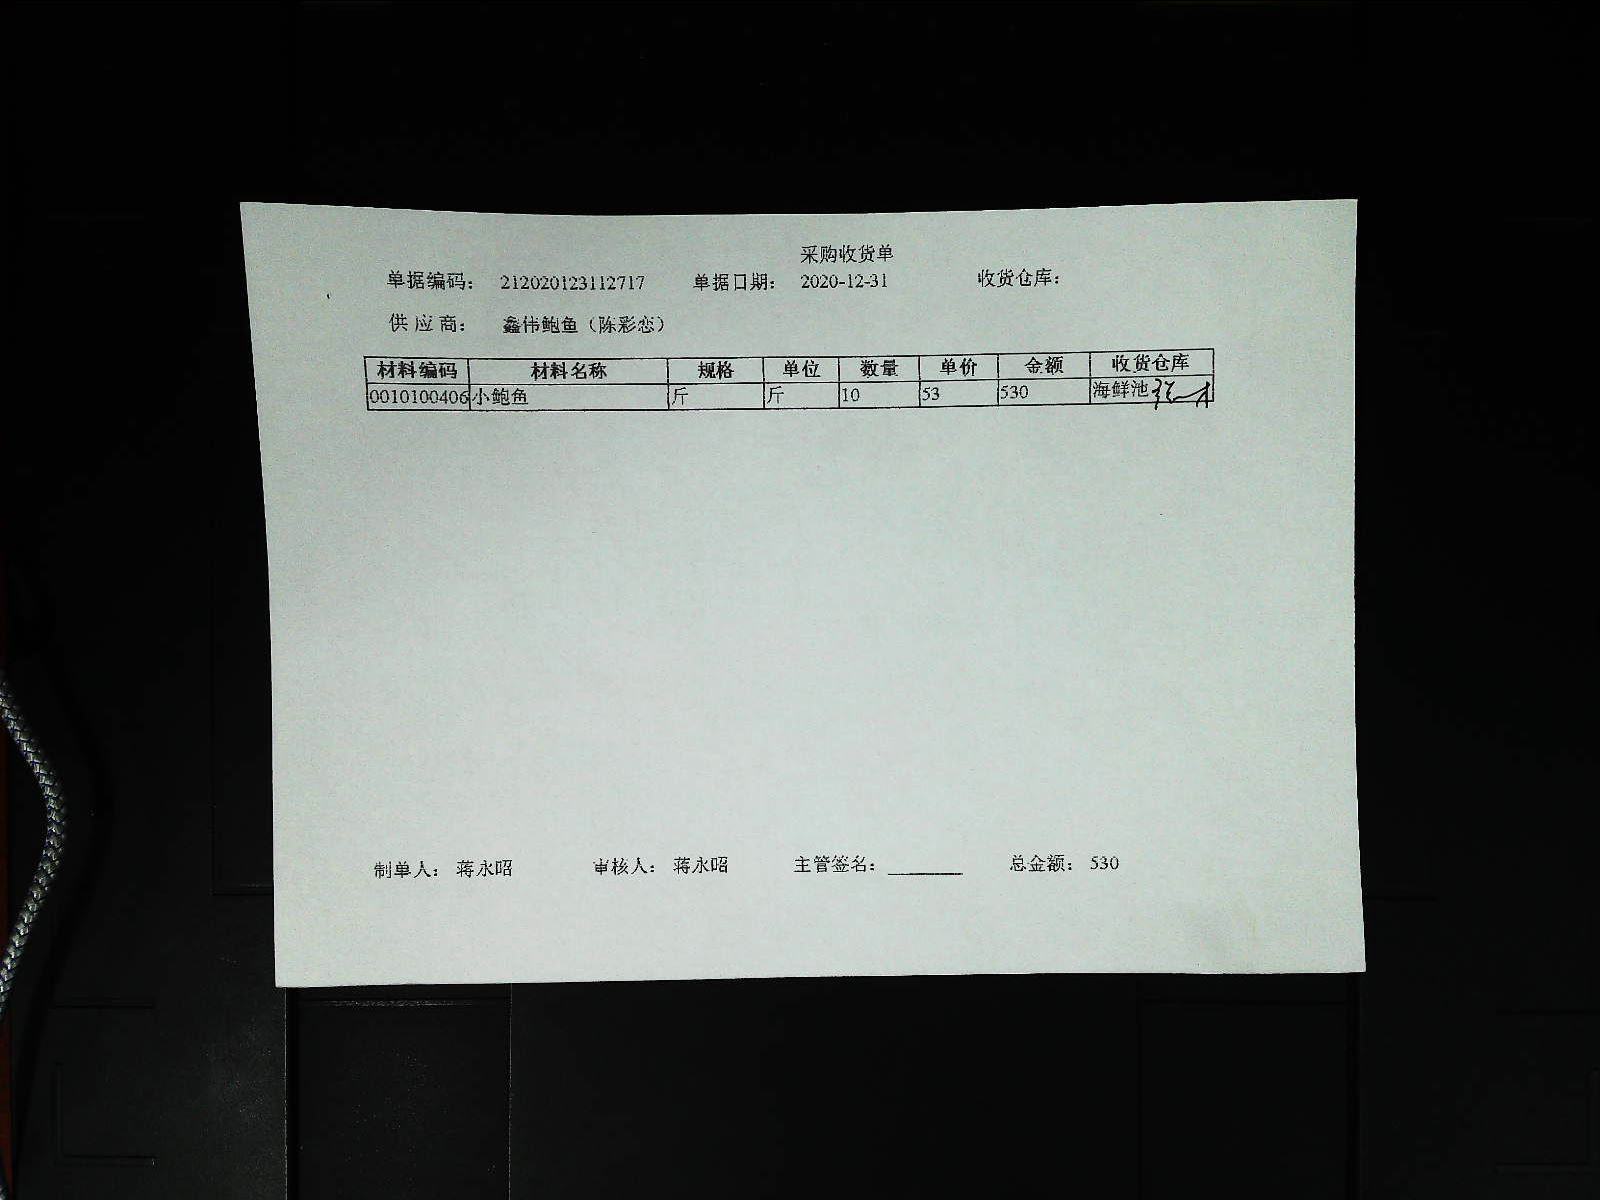 采购收货单
单据编码： 212020123112717 单据日期： 2020-12-31 收货仓库：
供应商： 鑫伟鲍鱼（陈彩恋）
材料编码 材料名称 规格 单位 数量 单价 金额 收货仓库
0010100406 小鲍鱼 斤 斤 10 53 530 海鲜池
制单人： 蒋永昭 审核人： 蒋永昭 主管签名： 总金额： 530